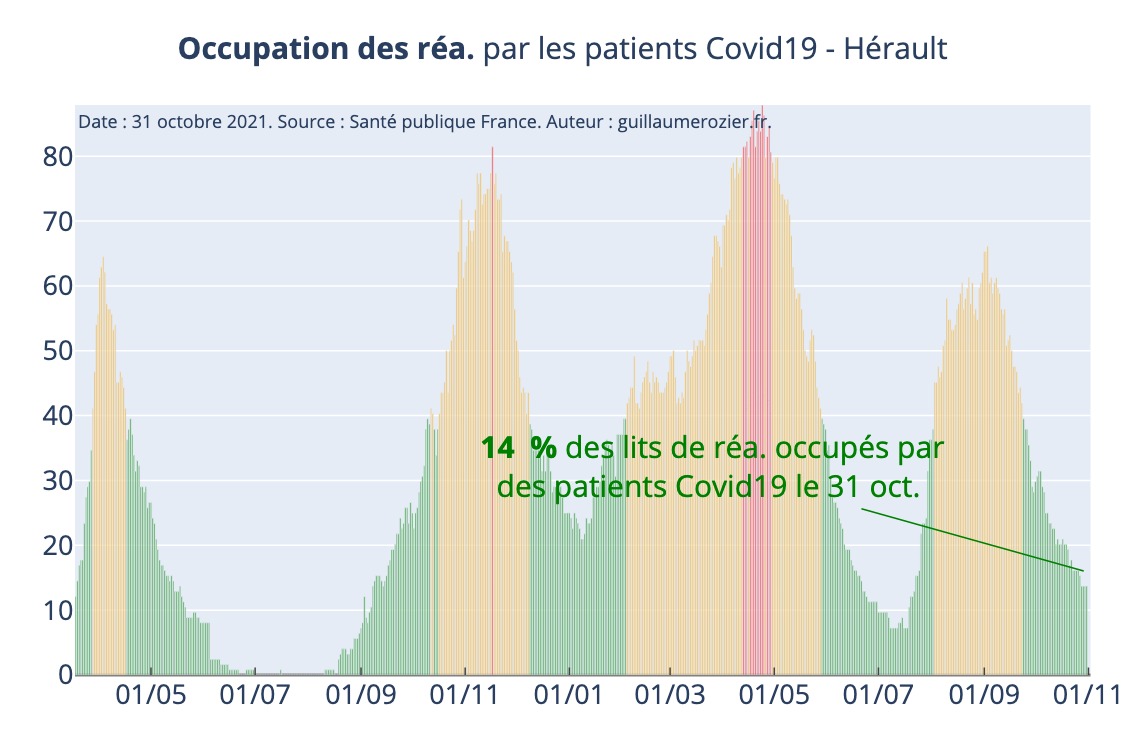 Occupation des réa. par les patients Covid19 - Hérault
Date : 31 octobre 2021. Source : Santé publique France. Auteur : guillaumerozier.fr.
80
70
60
50
40
30
20
10
0
14 % des lits de réa. occupés par
des patients Covid19 le 31 oct.
01/05 01/07 01/09 01/11 01/01 01/03 01/05 01/07 01/09 01/11